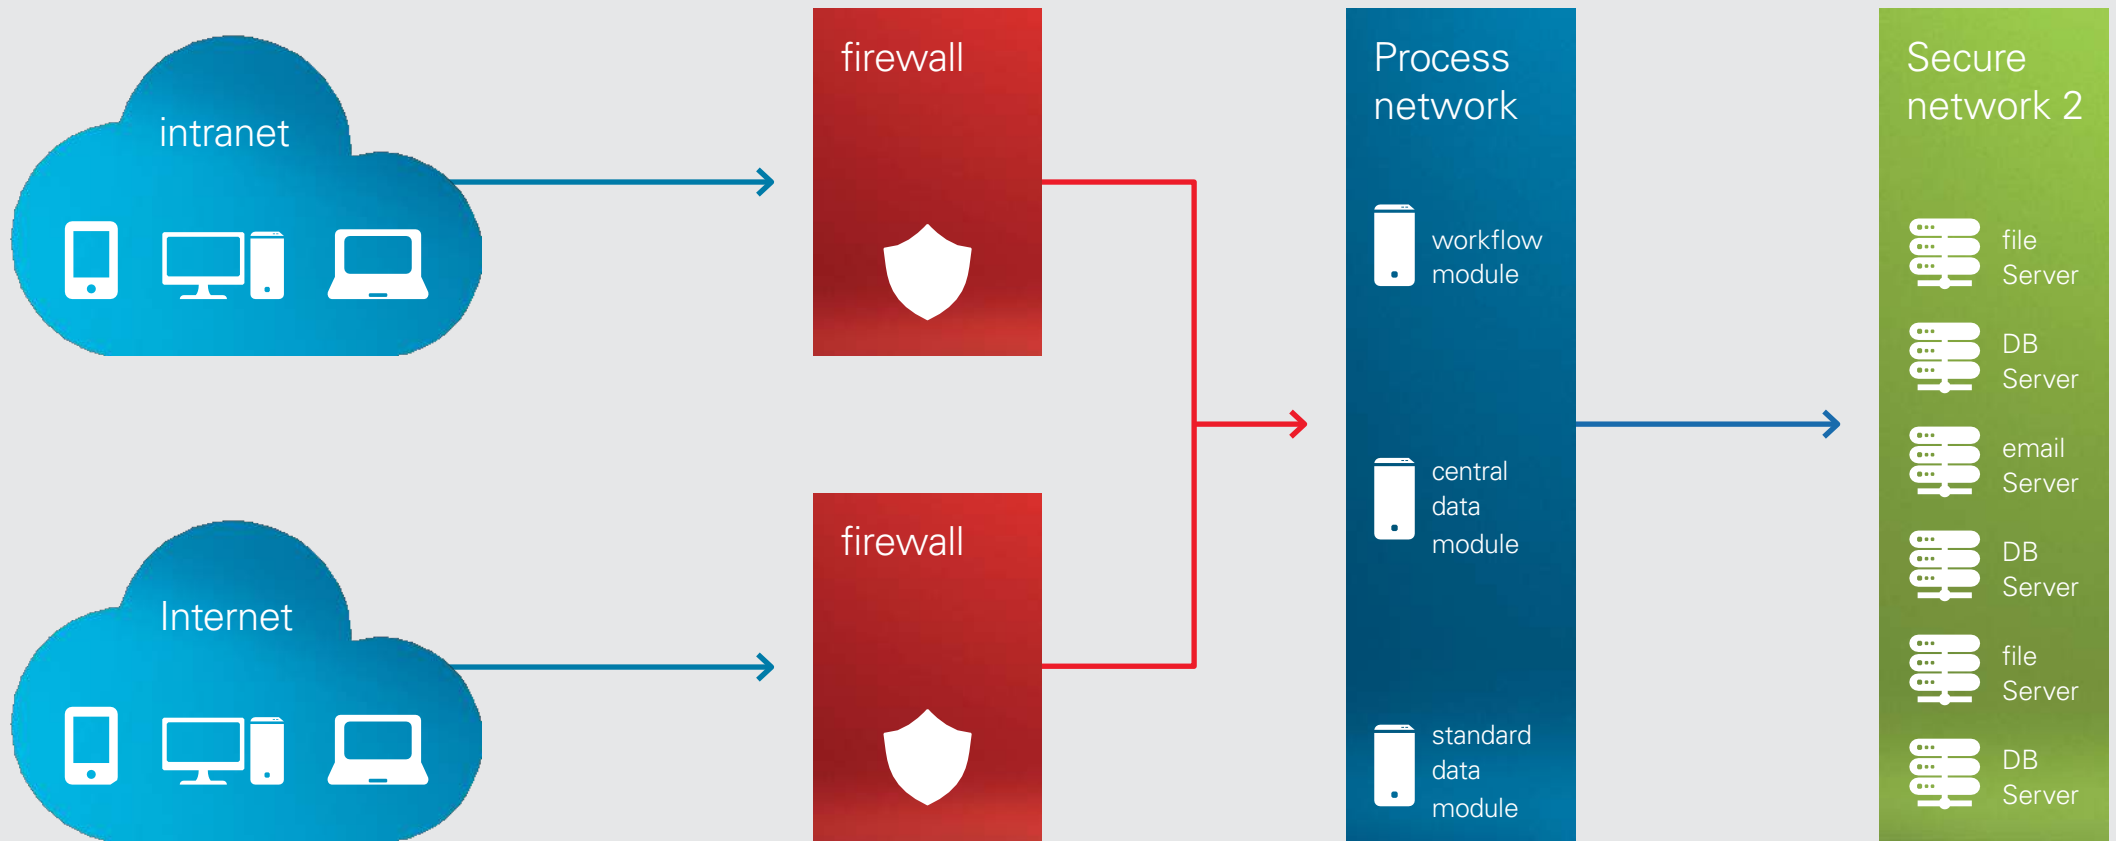 intranet
firewall
Internet
firewall
Process
network
workflow
module
central
data
module
standard
data
module
Secure
network 2
file
Server
DB
Server
email
Server
DB
Server
file
Server
DB
Server